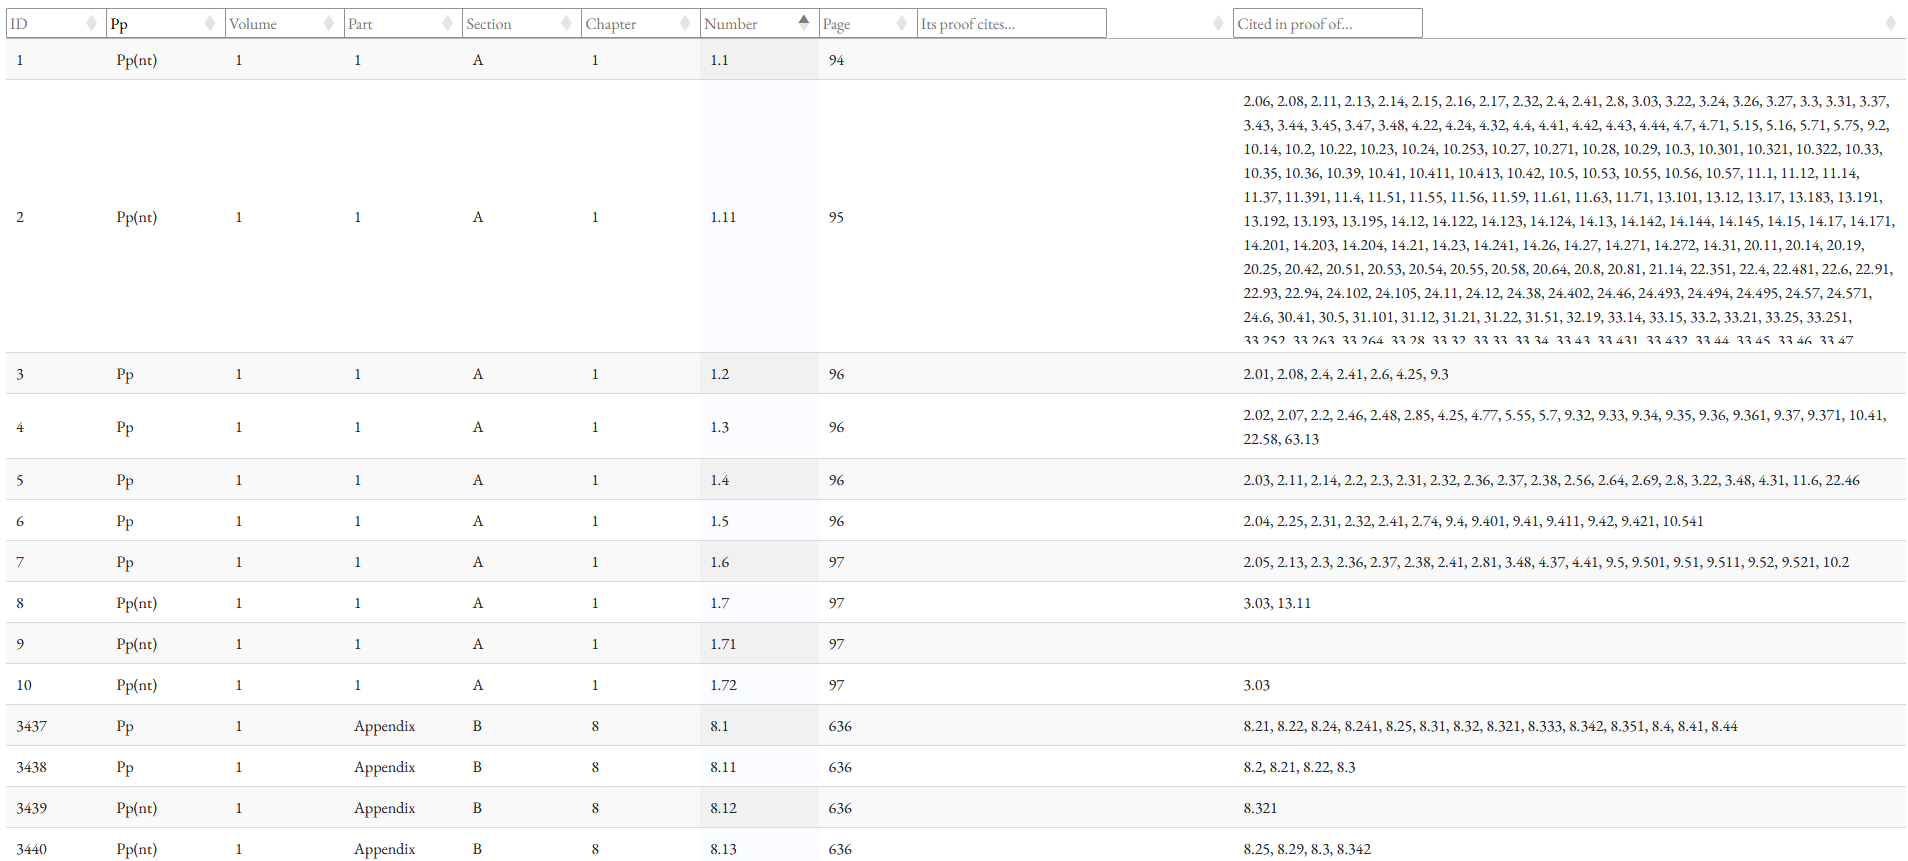 ID Pp Volume Part Section Chapter Number Page Its proof cites... Cited in proof of...
1 Pp(nt) 1 1 A 1 1.1 94
2.06, 2.08, 2.11, 2.13, 2.14, 2.15, 2.16, 2.17, 2.32, 2.4, 2.41, 2.8, 3.03, 3.22, 3.24, 3.26, 3.27, 3.3, 3.31, 3.37,
3.43, 3.44, 3.45, 3.47, 3.48, 4.22, 4.24, 4.32, 4.4, 4.41, 4.42, 4.43, 4.44, 4.7, 4.71, 5.15, 5.16, 5.71, 5.75, 9.2,
10.14, 10.2, 10.22, 10.23, 10.24, 10.253, 10.27, 10.271, 10.28, 10.29, 10.3, 10.301, 10.321, 10.322, 10.33,
10.35, 10.36, 10.39, 10.41, 10.411, 10.413, 10.42, 10.5, 10.53, 10.55, 10.56, 10.57, 11.1, 11.12, 11.14,
11.37, 11.391, 11.4, 11.51, 11.55, 11.56, 11.59, 11.61, 11.63, 11.71, 13.101, 13.12, 13.17, 13.183, 13.191,
2 Pp(nt) 1 1 A 1 1.11 95 13.192, 13.193, 13.195, 14.12, 14.122, 14.123, 14.124, 14.13, 14.142, 14.144, 14.145, 14.15, 14.17, 14.171,
14.201, 14.203, 14.204, 14.21, 14.23, 14.241, 14.26, 14.27, 14.271, 14.272, 14.31, 20.11, 20.14, 20.19,
20.25, 20.42, 20.51, 20.53, 20.54, 20.55, 20.58, 20.64, 20.8, 20.81, 21.14, 22.351, 22.4, 22.481, 22.6, 22.91,
22.93, 22.94, 24.102, 24.105, 24.11, 24.12, 24.38, 24.402, 24.46, 24.493, 24.494, 24.495, 24.57, 24.571,
24.6, 30.41, 30.5, 31.101, 31.12, 31.21, 31.22, 31.51, 32.19, 33.14, 33.15, 33.2, 33.21, 33.25, 33.251,
33.252, 33.263, 33.264, 33.28, 33.32, 33.33, 33.34, 33.43, 33.431, 33.432, 33.44, 33.45, 33.46, 33.47
3 Pp 1 1 A 1 1.2 96 2.01, 2.08, 2.4, 2.41, 2.6, 4.25, 9.3
4 Pp 1 1 A 1 1.3 96 2.02, 2.07, 2.2, 2.46, 2.48, 2.85, 4.25, 4.77, 5.55, 5.7, 9.32, 9.33, 9.34, 9.35, 9.36, 9.361, 9.37, 9.371, 10.41,
22.58, 63.13
5 Pp 1 1 A 1 1.4 96 2.03, 2.11, 2.14, 2.2, 2.3, 2.31, 2.32, 2.36, 2.37, 2.38, 2.56, 2.64, 2.69, 2.8, 3.22, 3.48, 4.31, 11.6, 22.46
6 Pp 1 1 A 1 1.5 96 2.04, 2.25, 2.31, 2.32, 2.41, 2.74, 9.4, 9.401, 9.41, 9.411, 9.42, 9.421, 10.541
7 Pp 1 1 A 1 1.6 97 2.05, 2.13, 2.3, 2.36, 2.37, 2.38, 2.41, 2.81, 3.48, 4.37, 4.41, 9.5, 9.501, 9.51, 9.511, 9.52, 9.521, 10.2
8 Pp(nt) 1 1 A 1 1.7 97 3.03, 13.11
9 Pp(nt) 1 1 A 1 1.71 97
10 Pp(nt) 1 1 A 1 1.72 97 3.03
3437 Pp 1 Appendix B 8 8.1 636 8.21, 8.22, 8.24, 8.241, 8.25, 8.31, 8.32, 8.321, 8.333, 8.342, 8.351, 8.4, 8.41, 8.44
3438 Pp 1 Appendix B 8 8.11 636 8.2, 8.21, 8.22, 8.3
3439 Pp(nt) 1 Appendix B 8 8.12 636 8.321
3440 Pp(nt) 1 Appendix B 8 8.13 636 8.25, 8.29, 8.3, 8.342